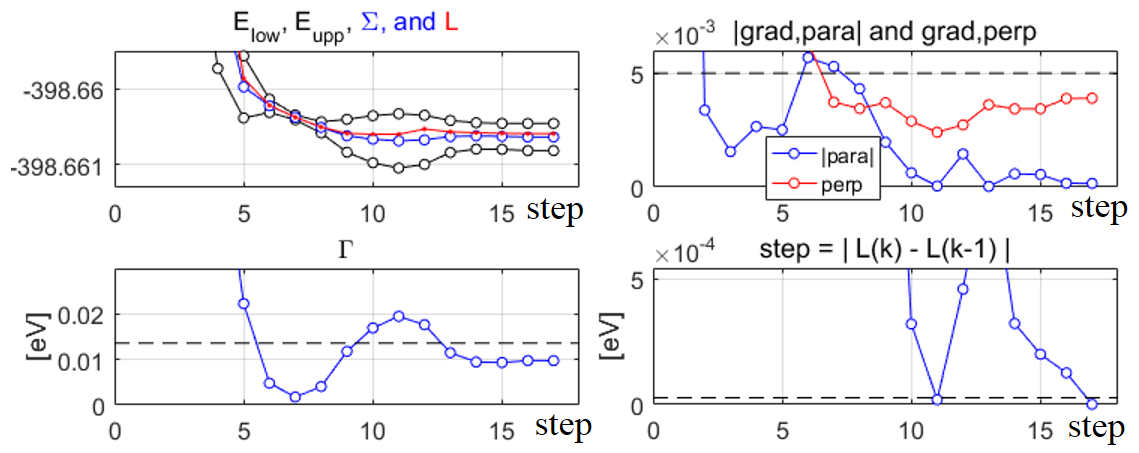 E_low, E_upp, Σ, and L
-398.66
-398.661
0 5 10 15 step
×10^-3 |grad,para| and grad,perp
5
0
|para|
perp
0 5 10 15 step
Γ
[eV]
0.02
0.01
0
0 5 10 15 step
×10^-4 step = | L(k) - L(k-1) |
[eV]
5
0
0 5 10 15 step